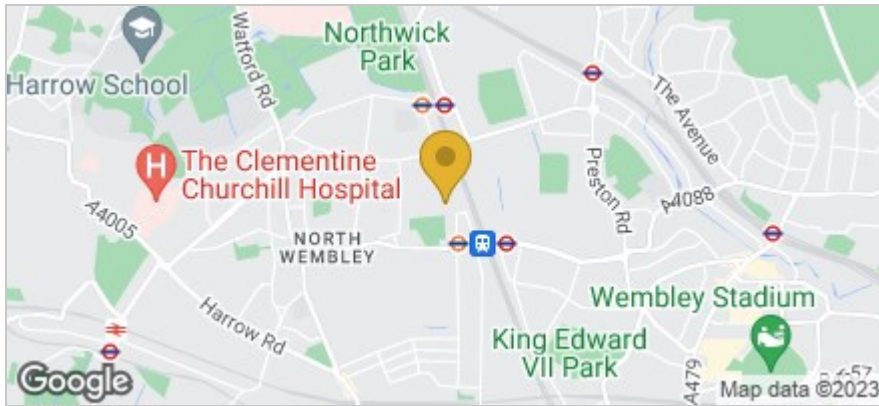 Northwick
Park
Watford Rd
Harrow School
The Avenue
The Clementine
Churchill Hospital
Preston Rd
A4088
A4005
NORTH
WEMBLEY
Harrow Rd
Wembley Stadium
King Edward
VII Park
A479
Google
Map data ©2023